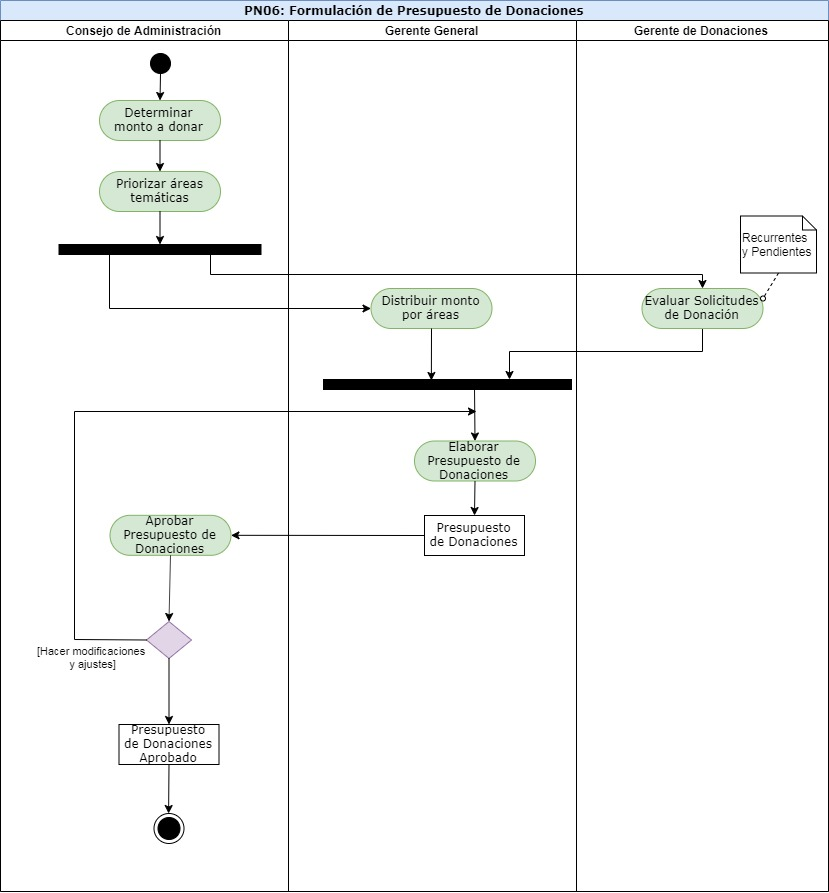 PN06: Formulación de Presupuesto de Donaciones
Consejo de Administración
Gerente General
Gerente de Donaciones
Determinar
monto a donar
Priorizar áreas
temáticas
Recurrentes
y Pendientes
Distribuir monto
por áreas
Evaluar Solicitudes
de Donación
Elaborar
Presupuesto de
Donaciones
Presupuesto
de Donaciones
Aprobar
Presupuesto de
Donaciones
[Hacer modificaciones
y ajustes]
Presupuesto
de Donaciones
Aprobado